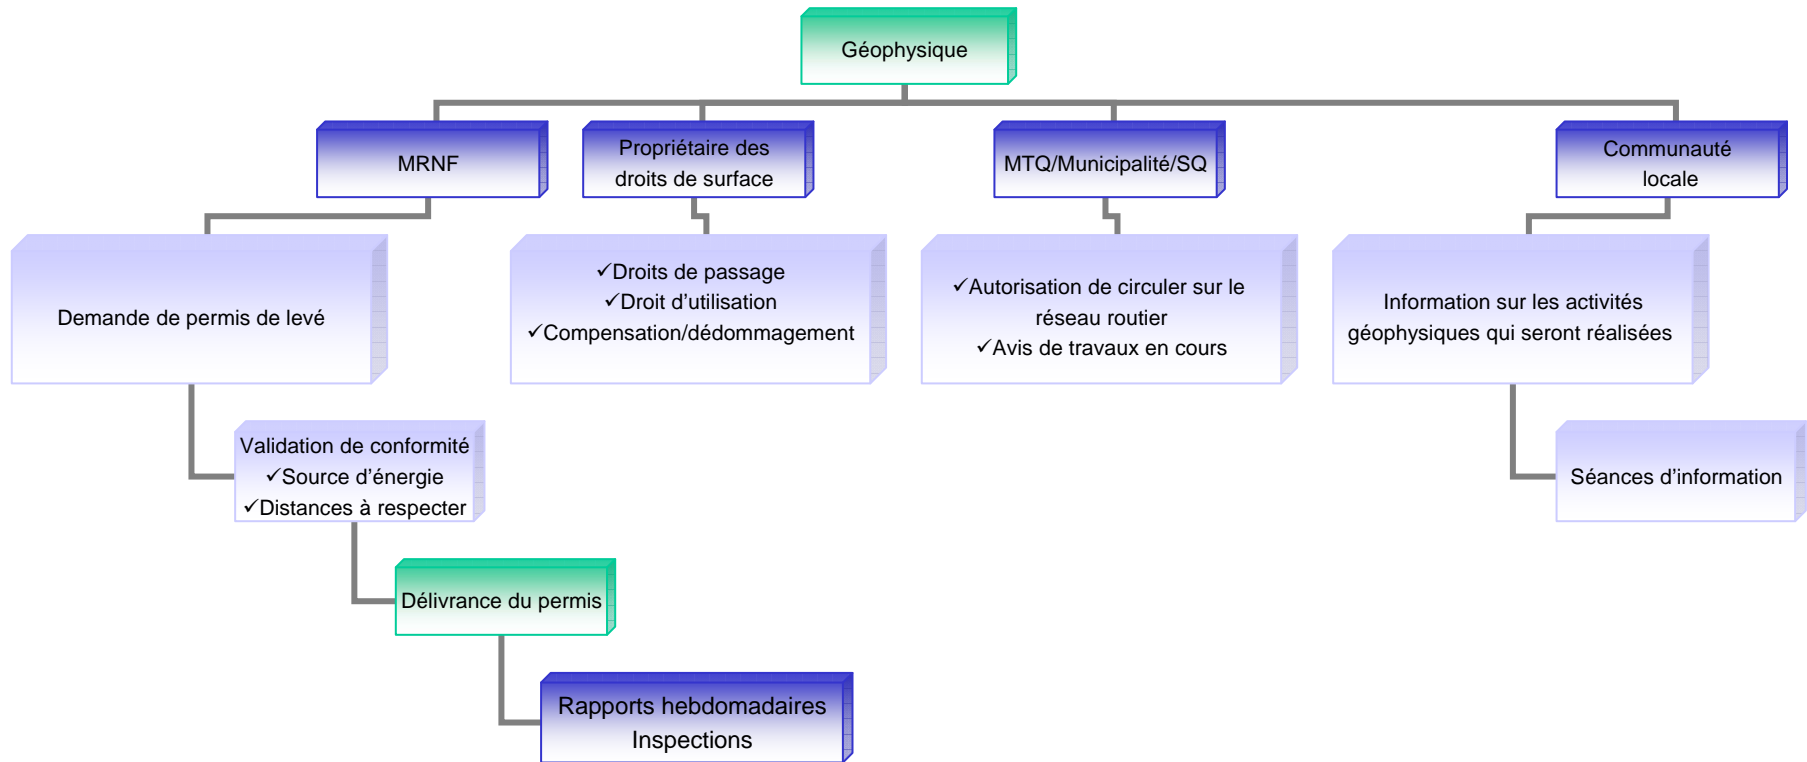 Géophysique
MRNF
Propriétaire des
droits de surface
MTQ/Municipalité/SQ
Communauté
locale
Demande de permis de levé
✓Droits de passage
✓Droit d’utilisation
✓Compensation/dédommagement
✓Autorisation de circuler sur le
réseau routier
✓Avis de travaux en cours
Information sur les activités
géophysiques qui seront réalisées
Validation de conformité
✓Source d’énergie
✓Distances à respecter
Séances d’information
Délivrance du permis
Rapports hebdomadaires
Inspections